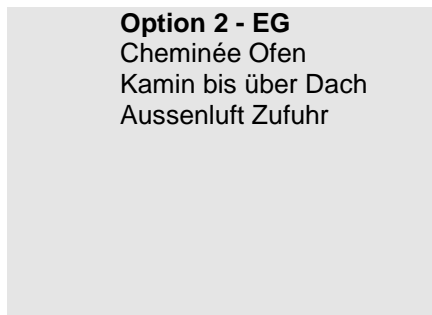 Option 2 - EG
Cheminée Ofen
Kamin bis über Dach
Aussenluft Zufuhr